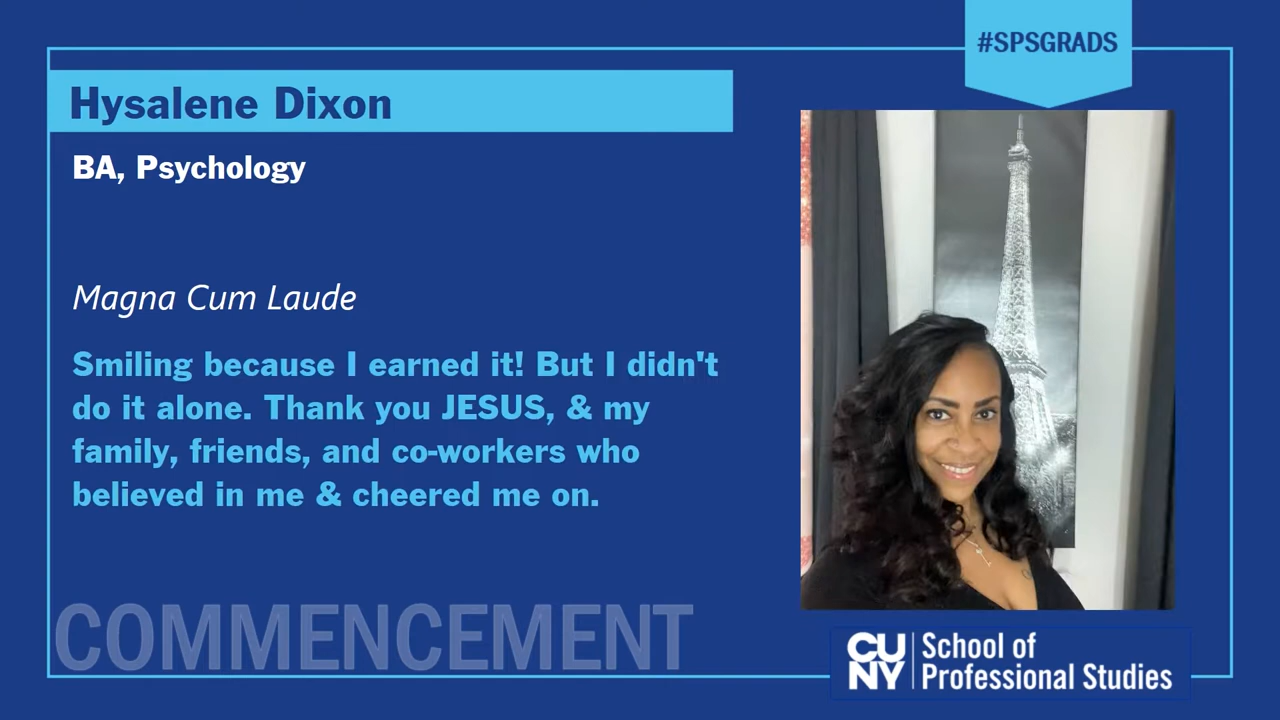 #SPSGRADS
Hysalene Dixon
BA, Psychology
Magna Cum Laude
Smiling because I earned it! But I didn't
do it alone. Thank you JESUS, & my
family, friends, and co-workers who
believed in me & cheered me on.
COMMENCEMENT
CU
NY
School of
Professional Studies